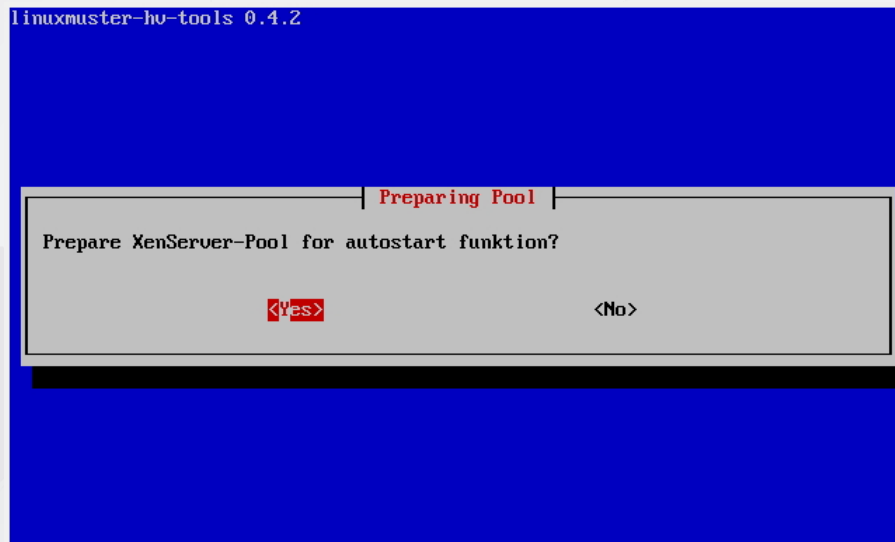 linuxmuster-hv-tools 0.4.2
Preparing Pool
Prepare XenServer-Pool for autostart funktion?
<Yes> <No>